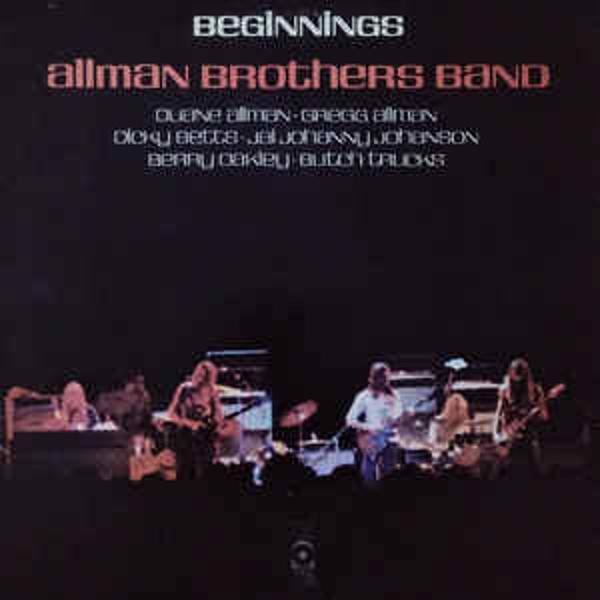 BEGINNINGS
ALLMAN BROTHERS BAND
DUANE ALLMAN · GREGG ALLMAN
DICKY BETTS · JAI JOHANNY JOHANSON
BERRY OAKLEY · BUTCH TRUCKS